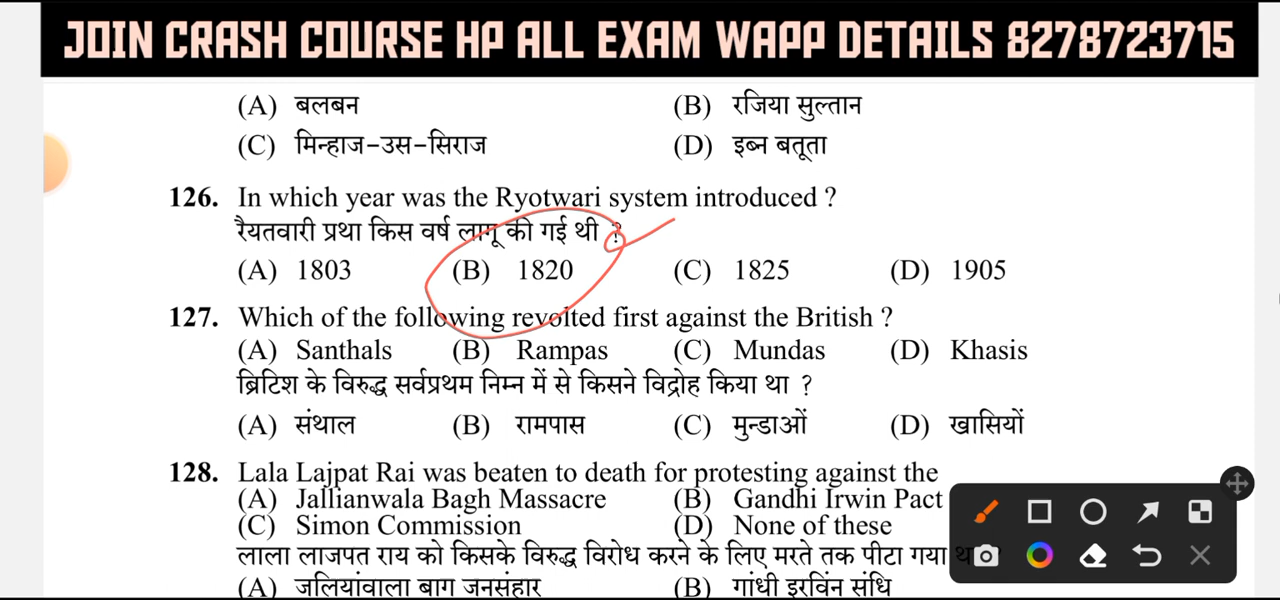 JOIN CRASH COURSE HP ALL EXAM WAPP DETAILS 8278723715
(A) बलबन (B) रजिया सुल्तान
(C) मिन्हाज-उस-सिराज (D) इब्न बतूता
126. In which year was the Ryotwari system introduced ?
रैयतवारी प्रथा किस वर्ष लागू की गई थी ?
(A) 1803 (B) 1820 (C) 1825 (D) 1905
127. Which of the following revolted first against the British ?
(A) Santhals (B) Rampas (C) Mundas (D) Khasis
ब्रिटिश के विरुद्ध सर्वप्रथम निम्न में से किसने विद्रोह किया था ?
(A) संथाल (B) रामपास (C) मुन्डाओं (D) खासियों
128. Lala Lajpat Rai was beaten to death for protesting against the
(A) Jallianwala Bagh Massacre (B) Gandhi Irwin Pact
(C) Simon Commission (D) None of these
लाला लाजपत राय को किसके विरुद्ध विरोध करने के लिए मरते तक पीटा गया
(A) जलियांवाला बाग जनसंहार (B) गांधी इरविंन संधि